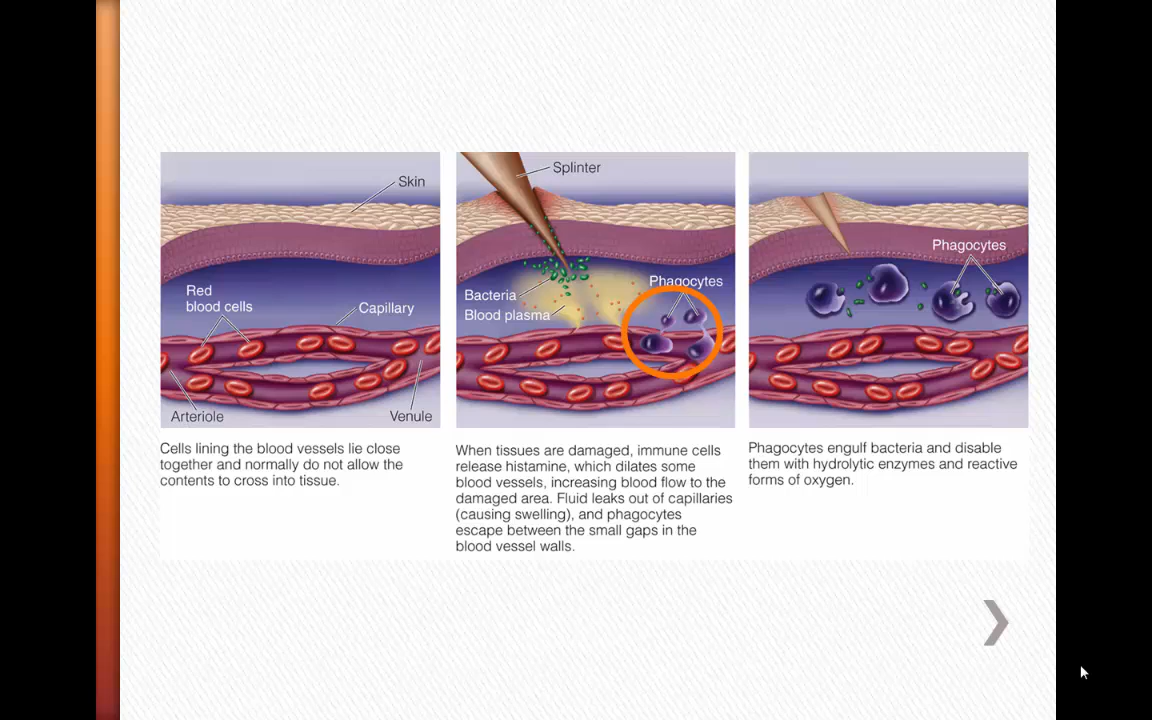 Skin
Red
blood cells
Capillary
Arteriole
Venule
Cells lining the blood vessels lie close
together and normally do not allow the
contents to cross into tissue.
Splinter
Phagocytes
Bacteria
Blood plasma
When tissues are damaged, immune cells
release histamine, which dilates some
blood vessels, increasing blood flow to the
damaged area. Fluid leaks out of capillaries
(causing swelling), and phagocytes
escape between the small gaps in the
blood vessel walls.
Phagocytes
Phagocytes engulf bacteria and disable
them with hydrolytic enzymes and reactive
forms of oxygen.